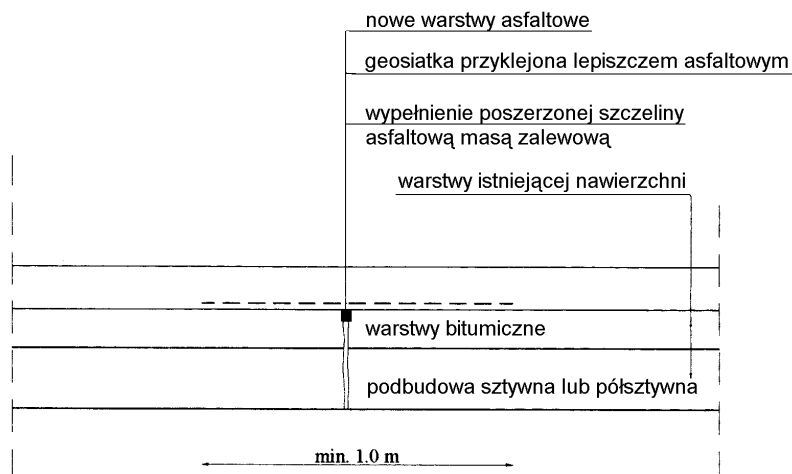 nowe warstwy asfaltowe
geosiatka przyklejona lepiszczem asfaltowym
wypełnienie poszerzonej szczeliny
asfaltową masą zalewową
warstwy istniejącej nawierzchni
warstwy bitumiczne
podbudowa sztywna lub półsztywna
min. 1.0 m